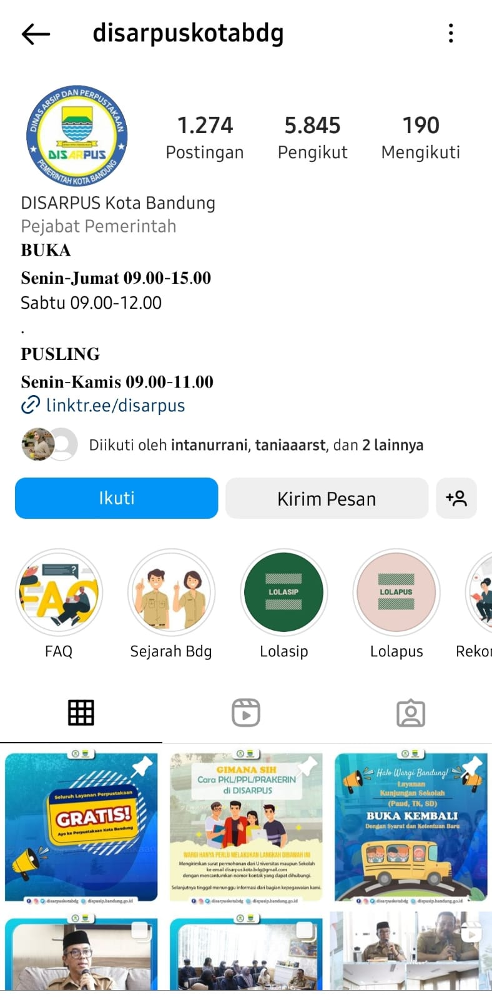 disarpuskotabdg
DINAS ARSIP DAN PERPUSTAKAAN
DISARPUS
PEMERINTAH KOTA BANDUNG
1.274
5.845
190
Postingan
Pengikut
Mengikuti
DISARPUS Kota Bandung
Pejabat Pemerintah
BUKA
Senin-Jumat 09.00-15.00
Sabtu 09.00-12.00
.
PUSLING
Senin-Kamis 09.00-11.00
linktr.ee/disarpus
Diikuti oleh intanurrani, taniaaarst, dan 2 lainnya
Ikuti
Kirim Pesan
?
FAQ
LOLASIP
LOLAPUS
FAQ
Sejarah Bdg
Lolasip
Lolapus
Rekor
Seluruh Layanan Perpustakaan
GRATIS!
Ayo ke Perpustakaan Kota Bandung
disarpuskotabdg dispusip.bandung.go.id
GIMANA SIH
Cara PKL/PPL/PRAKERIN
di DISARPUS
WARGI HANYA PERLU MELAKUKAN LANGKAH DIBAWAH INI
Mengirimkan surat permohonan dari Universitas maupun Sekolah
ke email disarpus.kota.bdg@gmail.com
dengan mencantumkan nomor kontak yang dapat dihubungi.
Selanjutnya tinggal menunggu informasi dari bagian kepegawaian kami.
disarpuskotabdg dispusip.bandung.go.id
Halo Wargi Bandung!
Layanan
Kunjungan Sekolah
(Paud, TK, SD)
BUKA KEMBALI
Dengan Syarat dan Ketentuan Baru
disarpuskotabdg dispusip.bandung.go.id